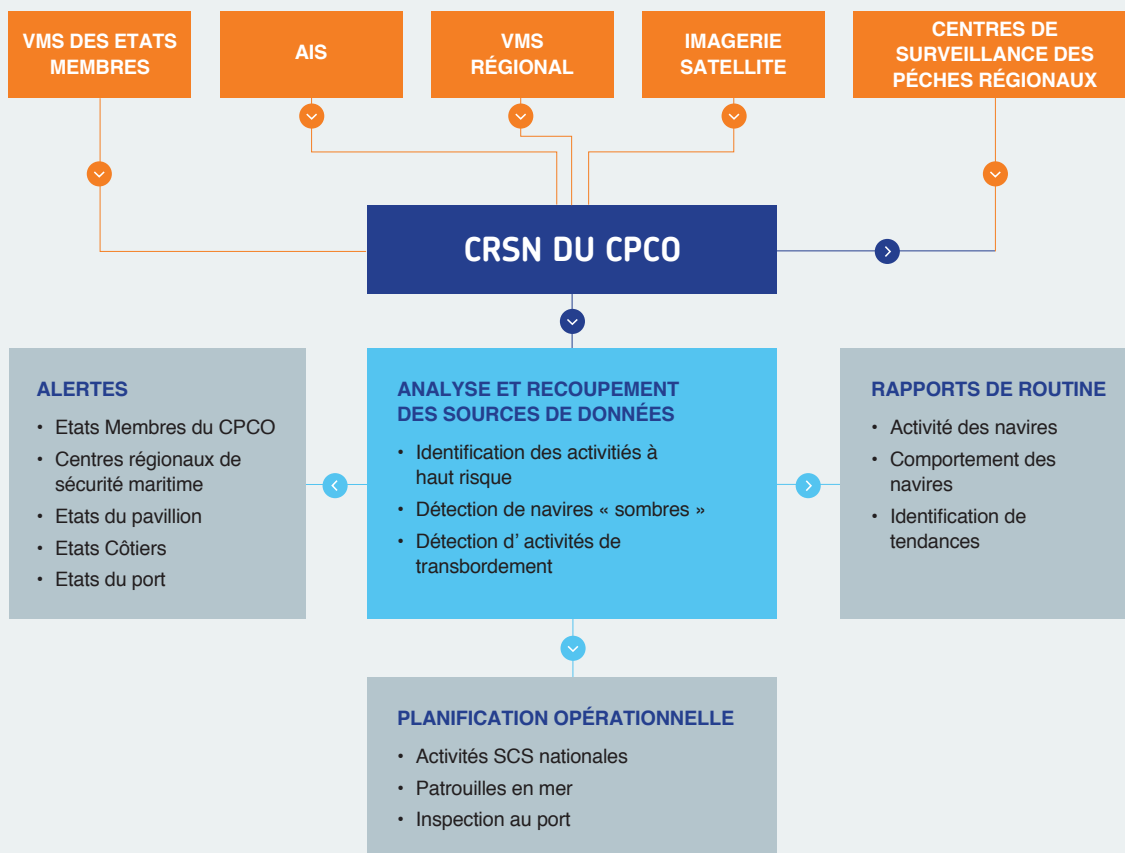 VMS DES ETATS
MEMBRES
AIS
VMS
RÉGIONAL
IMAGERIE
SATELLITE
CENTRES DE
SURVEILLANCE DES
PÉCHES RÉGIONAUX
CRSN DU CPCO
ALERTES
• Etats Membres du CPCO
• Centres régionaux de
sécurité maritime
• Etats du pavillion
• Etats Côtiers
• Etats du port
ANALYSE ET RECOUPEMENT
DES SOURCES DE DONNÉES
• Identification des activitiés à
haut risque
• Détection de navires « sombres »
• Détection d' activités de
transbordement
RAPPORTS DE ROUTINE
• Activité des navires
• Comportement des
navires
• Identification de
tendances
PLANIFICATION OPÉRATIONNELLE
• Activités SCS nationales
• Patrouilles en mer
• Inspection au port